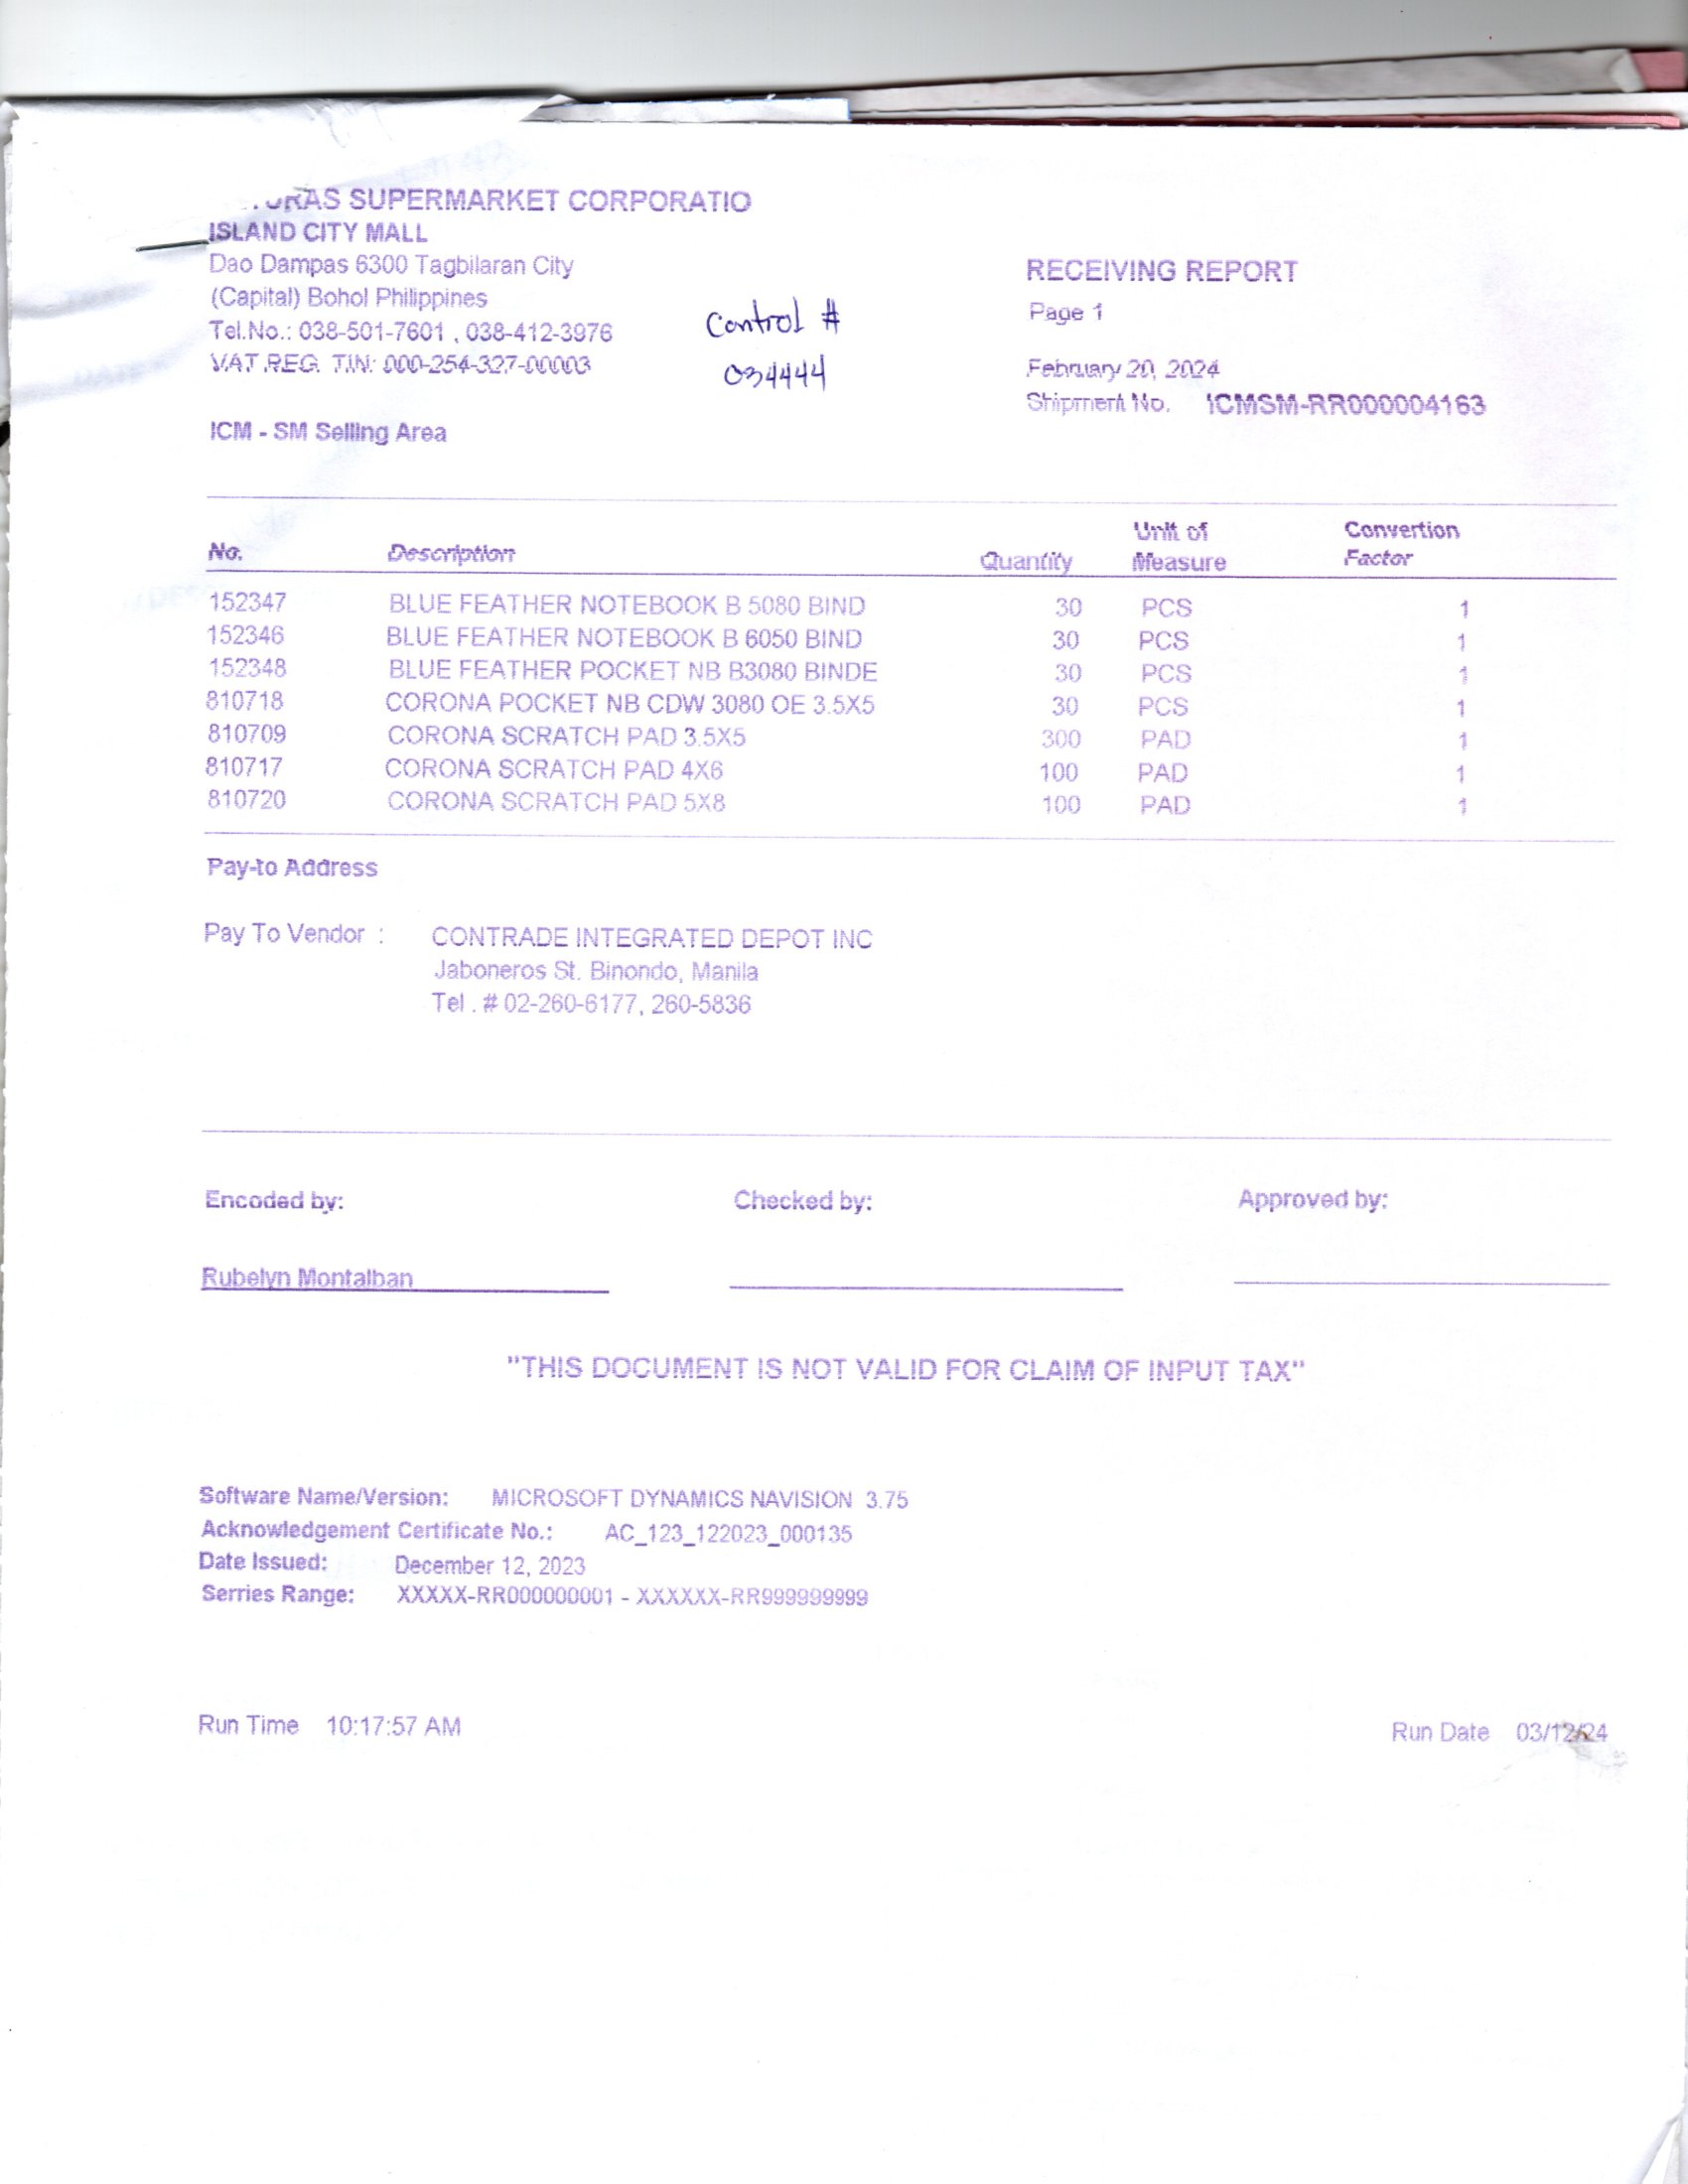 SUPERMARKET CORPORATIO
ISLAND CITY MALL
Dao Dampas 6300 Tagbilaran City
(Capital) Bohol Philippines
Tel.No.: 038-501-7601 , 038-412-3976
VAT.REG. TIN: 000-254-327-00003
Control #
034444
RECEIVING REPORT
Page 1
February 20, 2024
Shipment No. ICMSM-RR000004163
ICM - SM Selling Area
No. Description Quantity Unit of Measure Convertion Factor
152347 BLUE FEATHER NOTEBOOK B 5080 BIND 30 PCS 1
152346 BLUE FEATHER NOTEBOOK B 6050 BIND 30 PCS 1
152348 BLUE FEATHER POCKET NB B3080 BINDE 30 PCS 1
810718 CORONA POCKET NB CDW 3080 OE 3.5X5 30 PCS 1
810709 CORONA SCRATCH PAD 3.5X5 300 PAD 1
810717 CORONA SCRATCH PAD 4X6 100 PAD 1
810720 CORONA SCRATCH PAD 5X8 100 PAD 1
Pay-to Address
Pay To Vendor : CONTRADE INTEGRATED DEPOT INC
Jaboneros St. Binondo, Manila
Tel . # 02-260-6177, 260-5836
Encoded by: Checked by: Approved by:
Rubelyn Montalban
"THIS DOCUMENT IS NOT VALID FOR CLAIM OF INPUT TAX"
Software Name/Version: MICROSOFT DYNAMICS NAVISION 3.75
Acknowledgement Certificate No.: AC_123_122023_000135
Date Issued: December 12, 2023
Serries Range: XXXXX-RR000000001 - XXXXXX-RR999999999
Run Time 10:17:57 AM
Run Date 03/12/24